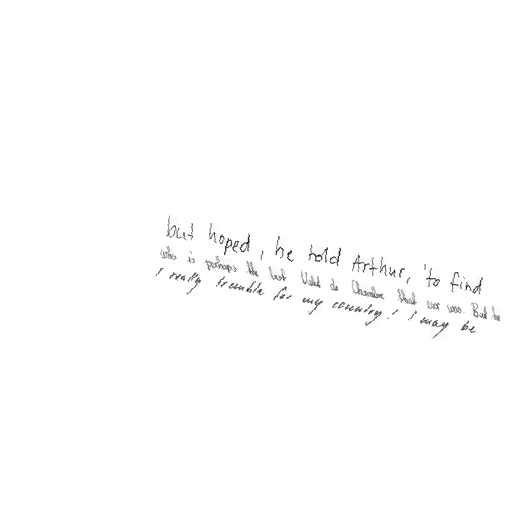 but hoped, he told Arthur, 'to find
who is perhaps the best Valet de Chambre that ever was. But he
I really tremble for my country! I may be